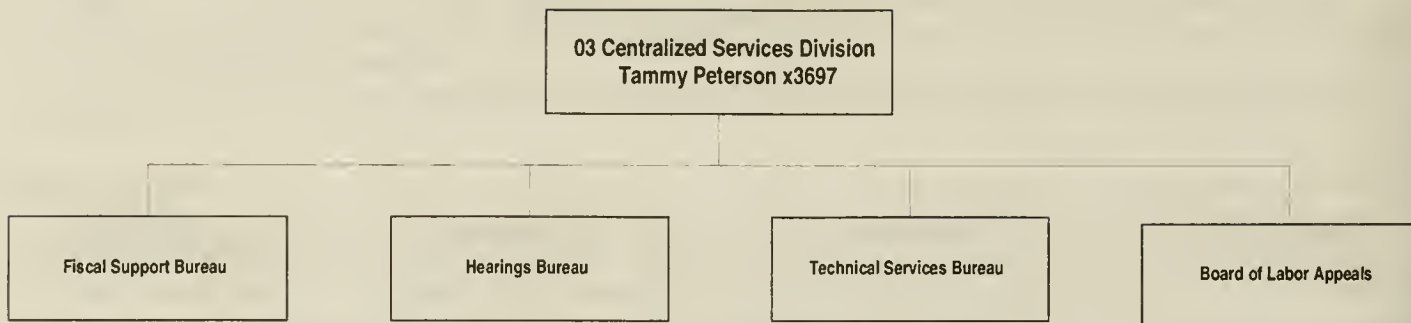 03 Centralized Services Division
Tammy Peterson x3697
Fiscal Support Bureau
Hearings Bureau
Technical Services Bureau
Board of Labor Appeals